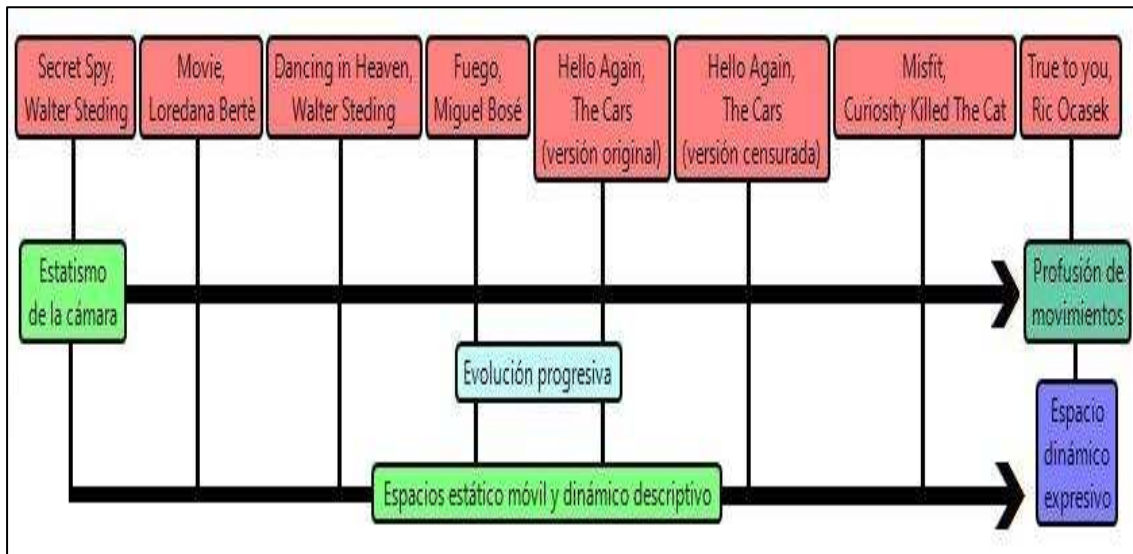 Secret Spy,
Walter Steding
Movie,
Loredana Bertè
Dancing in Heaven,
Walter Steding
Fuego,
Miguel Bosé
Hello Again,
The Cars
(versión original)
Hello Again,
The Cars
(versión censurada)
Misfit,
Curiosity Killed The Cat
True to you,
Ric Ocasek
Estatismo
de la cámara
Profusión de
movimientos
Evolución progresiva
Espacio
dinámico
expresivo
Espacios estático móvil y dinámico descriptivo